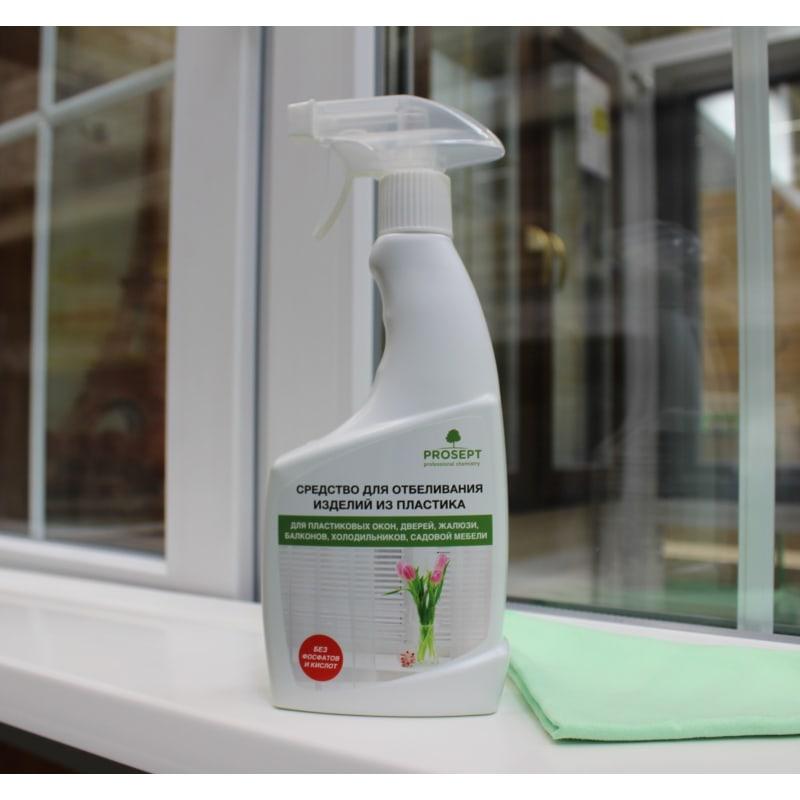 PROSEPT
professional chemistry
СРЕДСТВО ДЛЯ ОТБЕЛИВАНИЯ
ИЗДЕЛИЙ ИЗ ПЛАСТИКА
ДЛЯ ПЛАСТИКОВЫХ ОКОН, ДВЕРЕЙ, ЖАЛЮЗИ,
БАЛКОНОВ, ХОЛОДИЛЬНИКОВ, САДОВОЙ МЕБЕЛИ
БЕЗ
ФОСФАТОВ
И КИСЛОТ